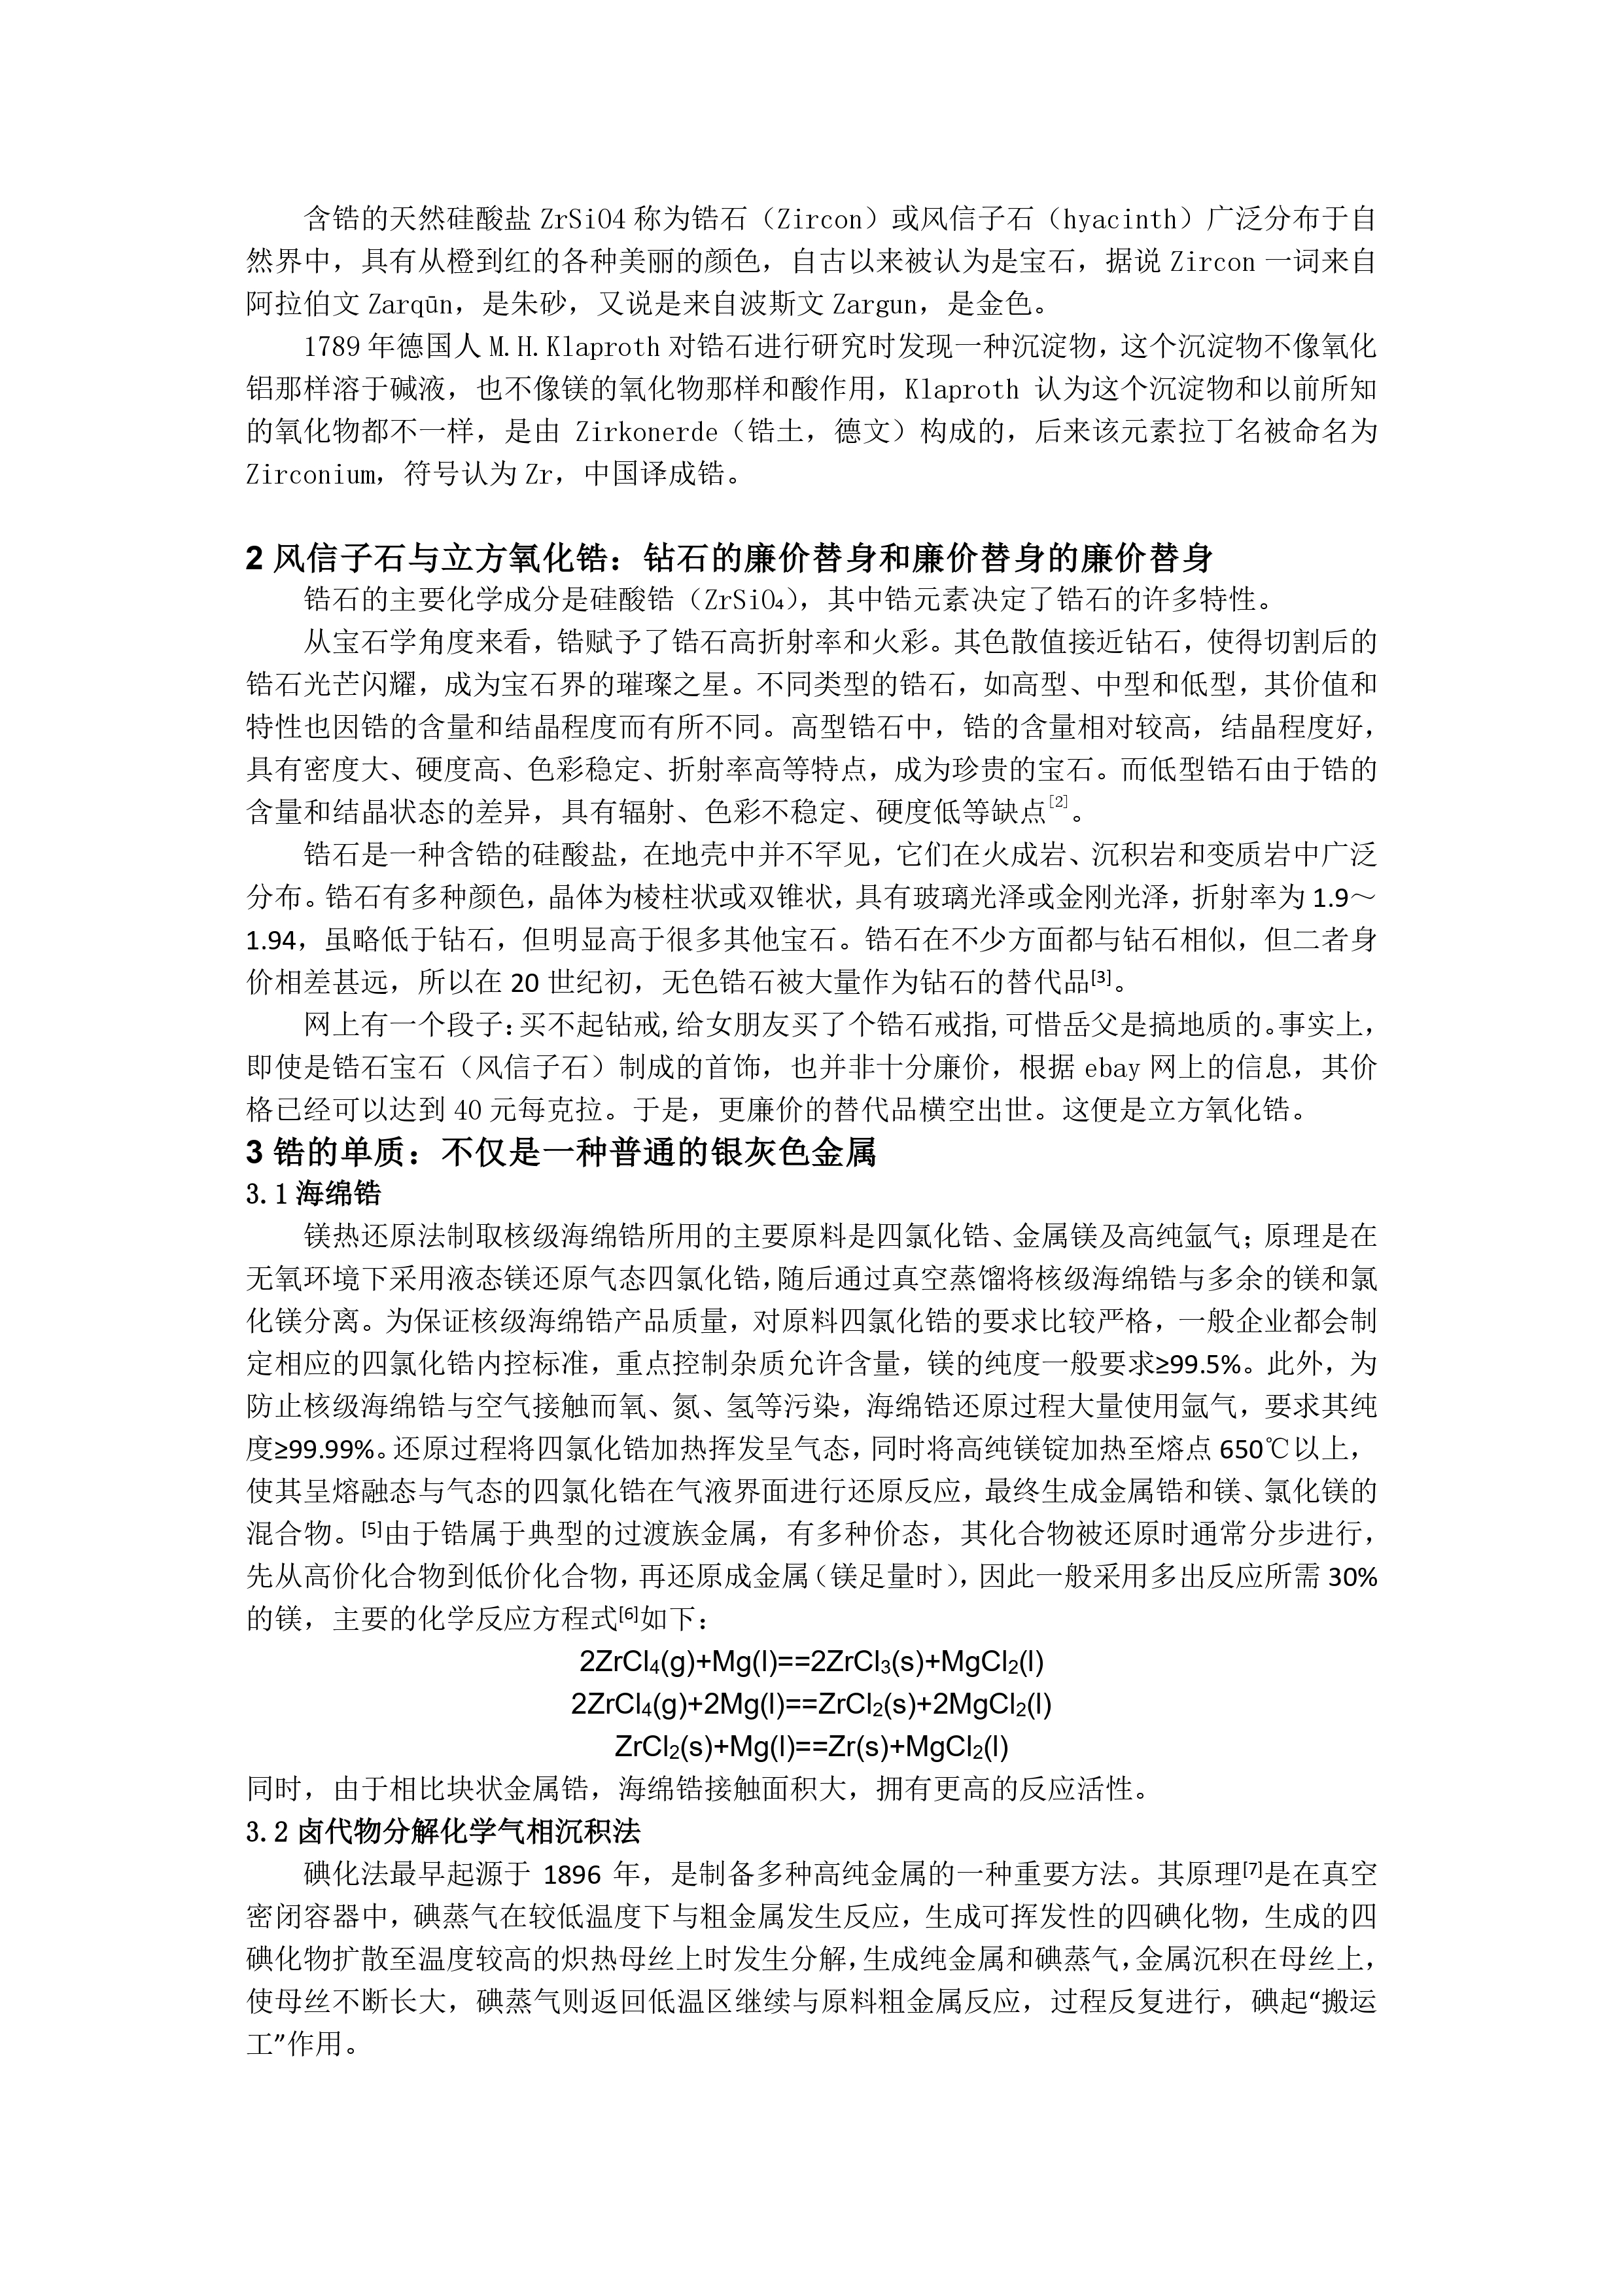 含锆的天然硅酸盐 ZrSiO4 称为锆石（Zircon）或风信子石（hyacinth）广泛分布于自
然界中，具有从橙到红的各种美丽的颜色，自古以来被认为是宝石，据说 Zircon 一词来自
阿拉伯文 Zarqūn，是朱砂，又说是来自波斯文 Zargun，是金色。
1789 年德国人 M.H.Klaproth 对锆石进行研究时发现一种沉淀物，这个沉淀物不像氧化
铝那样溶于碱液，也不像镁的氧化物那样和酸作用，Klaproth 认为这个沉淀物和以前所知
的氧化物都不一样，是由 Zirkonerde（锆土，德文）构成的，后来该元素拉丁名被命名为
Zirconium，符号认为 Zr，中国译成锆。
2 风信子石与立方氧化锆：钻石的廉价替身和廉价替身的廉价替身
锆石的主要化学成分是硅酸锆（ZrSiO₄），其中锆元素决定了锆石的许多特性。
从宝石学角度来看，锆赋予了锆石高折射率和火彩。其色散值接近钻石，使得切割后的
锆石光芒闪耀，成为宝石界的璀璨之星。不同类型的锆石，如高型、中型和低型，其价值和
特性也因锆的含量和结晶程度而有所不同。高型锆石中，锆的含量相对较高，结晶程度好，
具有密度大、硬度高、色彩稳定、折射率高等特点，成为珍贵的宝石。而低型锆石由于锆的
含量和结晶状态的差异，具有辐射、色彩不稳定、硬度低等缺点[2]。
锆石是一种含锆的硅酸盐，在地壳中并不罕见，它们在火成岩、沉积岩和变质岩中广泛
分布。锆石有多种颜色，晶体为棱柱状或双锥状，具有玻璃光泽或金刚光泽，折射率为 1.9～
1.94，虽略低于钻石，但明显高于很多其他宝石。锆石在不少方面都与钻石相似，但二者身
价相差甚远，所以在 20 世纪初，无色锆石被大量作为钻石的替代品[3]。
网上有一个段子：买不起钻戒,给女朋友买了个锆石戒指,可惜岳父是搞地质的。事实上，
即使是锆石宝石（风信子石）制成的首饰，也并非十分廉价，根据 ebay 网上的信息，其价
格已经可以达到 40 元每克拉。于是，更廉价的替代品横空出世。这便是立方氧化锆。
3 锆的单质：不仅是一种普通的银灰色金属
3.1 海绵锆
镁热还原法制取核级海绵锆所用的主要原料是四氯化锆、金属镁及高纯氩气；原理是在
无氧环境下采用液态镁还原气态四氯化锆，随后通过真空蒸馏将核级海绵锆与多余的镁和氯
化镁分离。为保证核级海绵锆产品质量，对原料四氯化锆的要求比较严格，一般企业都会制
定相应的四氯化锆内控标准，重点控制杂质允许含量，镁的纯度一般要求≥99.5%。此外，为
防止核级海绵锆与空气接触而氧、氮、氢等污染，海绵锆还原过程大量使用氩气，要求其纯
度≥99.99%。还原过程将四氯化锆加热挥发呈气态，同时将高纯镁锭加热至熔点 650℃以上，
使其呈熔融态与气态的四氯化锆在气液界面进行还原反应，最终生成金属锆和镁、氯化镁的
混合物。[5]由于锆属于典型的过渡族金属，有多种价态，其化合物被还原时通常分步进行，
先从高价化合物到低价化合物，再还原成金属（镁足量时），因此一般采用多出反应所需 30%
的镁，主要的化学反应方程式[6]如下：
2ZrCl₄(g)+Mg(l)==2ZrCl₃(s)+MgCl₂(l)
2ZrCl₄(g)+2Mg(l)==ZrCl₂(s)+2MgCl₂(l)
ZrCl₂(s)+Mg(l)==Zr(s)+MgCl₂(l)
同时，由于相比块状金属锆，海绵锆接触面积大，拥有更高的反应活性。
3.2 卤代物分解化学气相沉积法
碘化法最早起源于 1896 年，是制备多种高纯金属的一种重要方法。其原理[7]是在真空
密闭容器中，碘蒸气在较低温度下与粗金属发生反应，生成可挥发性的四碘化物，生成的四
碘化物扩散至温度较高的炽热母丝上时发生分解，生成纯金属和碘蒸气，金属沉积在母丝上，
使母丝不断长大，碘蒸气则返回低温区继续与原料粗金属反应，过程反复进行，碘起“搬运
工”作用。